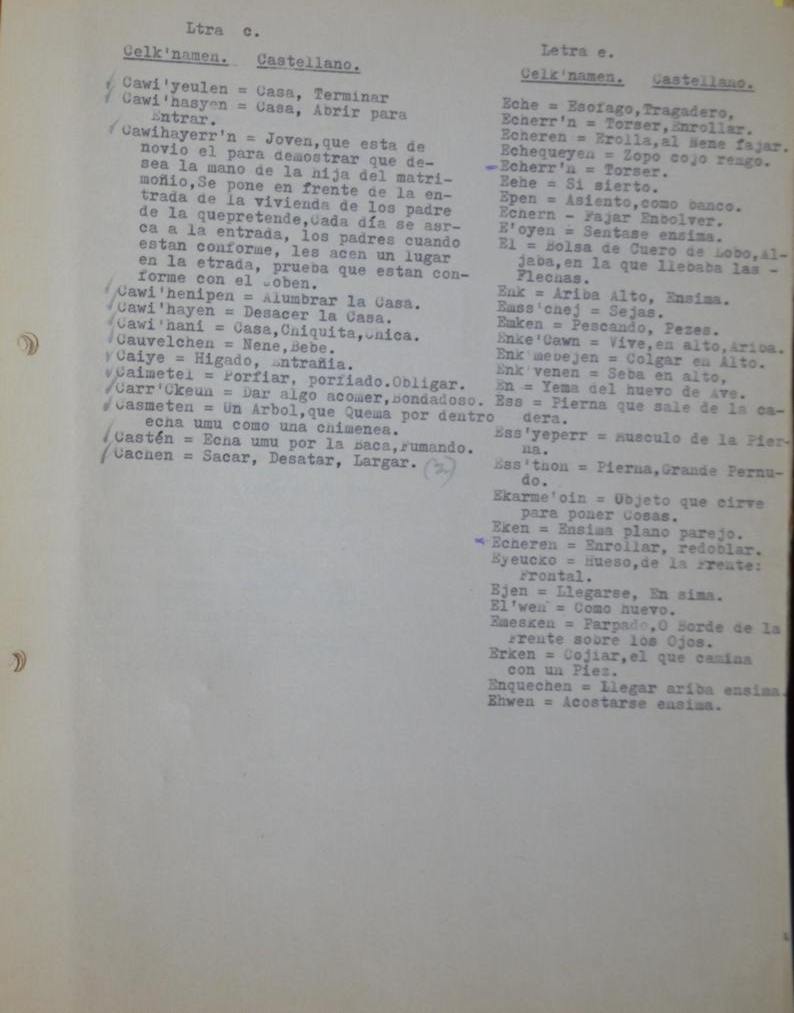 Ltra c.
Celk'namen. Castellano.
Cawi'yeulen = Casa, Terminar
Cawi'hasyen = Casa, Abrir para
Entrar.
Cawihayerr'n = Joven,que esta de
novio el para demostrar que de-
sea la mano de la hija del matri-
moñio,Se pone en frente de la en-
trada de la vivienda de los padre
de la quepretende,Cada día se asr-
ca a la entrada, los padres cuando
estan conforme, les acen un lugar
en la etrada, prueba que estan con-
forme con el Joben.
Cawi'henipen = Alumbrar la Casa.
Cawi'hayen = Desacer la Casa.
Cawi'hani = Casa,Chiquita,Chica.
Cauvelchen = Nene,Bebe.
Caiye = Higado, Entrañia.
Caimetel = Porfiar, porfiado.Obligar.
Carr'Ckeun = Dar algo acomer,Bondadoso.
Casmeten = Un Arbol,que Quema por dentro
echa umu como una chimenea.
Castén = Echa umu por la Baca,Fumando.
Cachen = Sacar, Desatar, Largar. (2)
Letra e.
Celk'namen. Castellano.
Eche = Esofago,Tragadero,
Echerr'n = Torser,Enrollar.
Echeren = Erolla,al Nene fajar.
Echequeyen = Zopo cojo rengo.
Echerr'n = Torser.
Eehe = Si sierto.
Epen = Asiento,como banco.
Echern - Fajar Enbolver.
E'oyen = Sentase ensima.
El = Bolsa de Cuero de Lobo,Al-
jaba,en la que llebaba las -
Flechas.
Enk = Ariba Alto, Ensima.
Emss'chej = Sejas.
Emken = Pescando, Pezes.
Enke'Cawn = Vive,en alto,Ariba.
Enk'mebejen = Colgar en Alto.
Enk'venen = Seba en alto,
En = Yema del huevo de Ave.
Ess = Pierna que sale de la ca-
dera.
Ess'yeperr = Musculo de la Pier-
na.
Ess'thon = Pierna,Grande Pernu-
do.
Ekarme'oin = Objeto que cirve
para poner Cosas.
Eken = Ensima plano parejo.
Echeren = Enrollar, redoblar.
Eyeucko = Hueso,de la Frente:
Frontal.
Ejen = Llegarse, En sima.
El'wen = Como huevo.
Emesken = Parpado,O Borde de la
Frente sobre los Ojos.
Erken = Cojiar,el que camina
con un Piez.
Enquechen = Llegar ariba ensima.
Ehwen = Acostarse ensima.